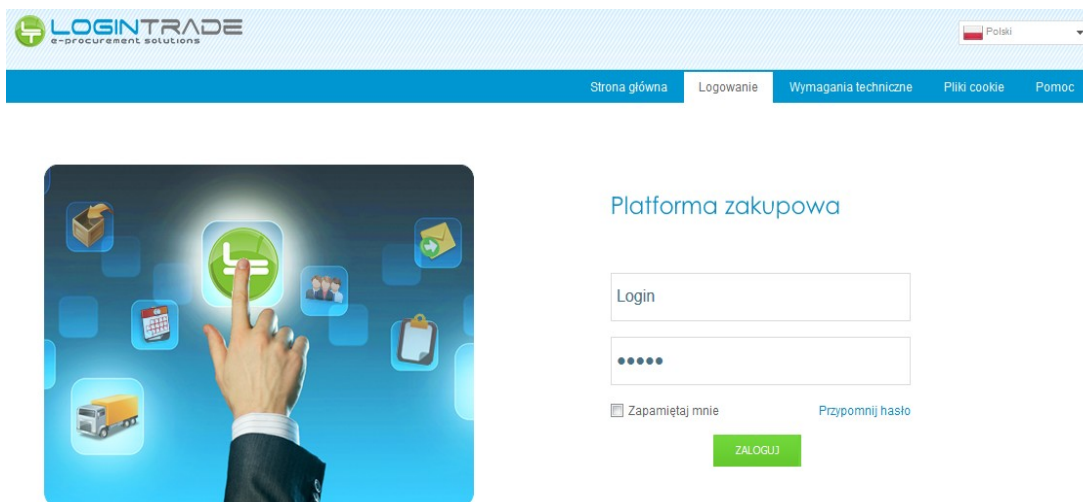 LOGINTRADE
e-procurement solutions
Polski
Strona główna Logowanie Wymagania techniczne Pliki cookie Pomoc
Platforma zakupowa
Login
•••••
Zapamiętaj mnie Przypomnij hasło
ZALOGUJ